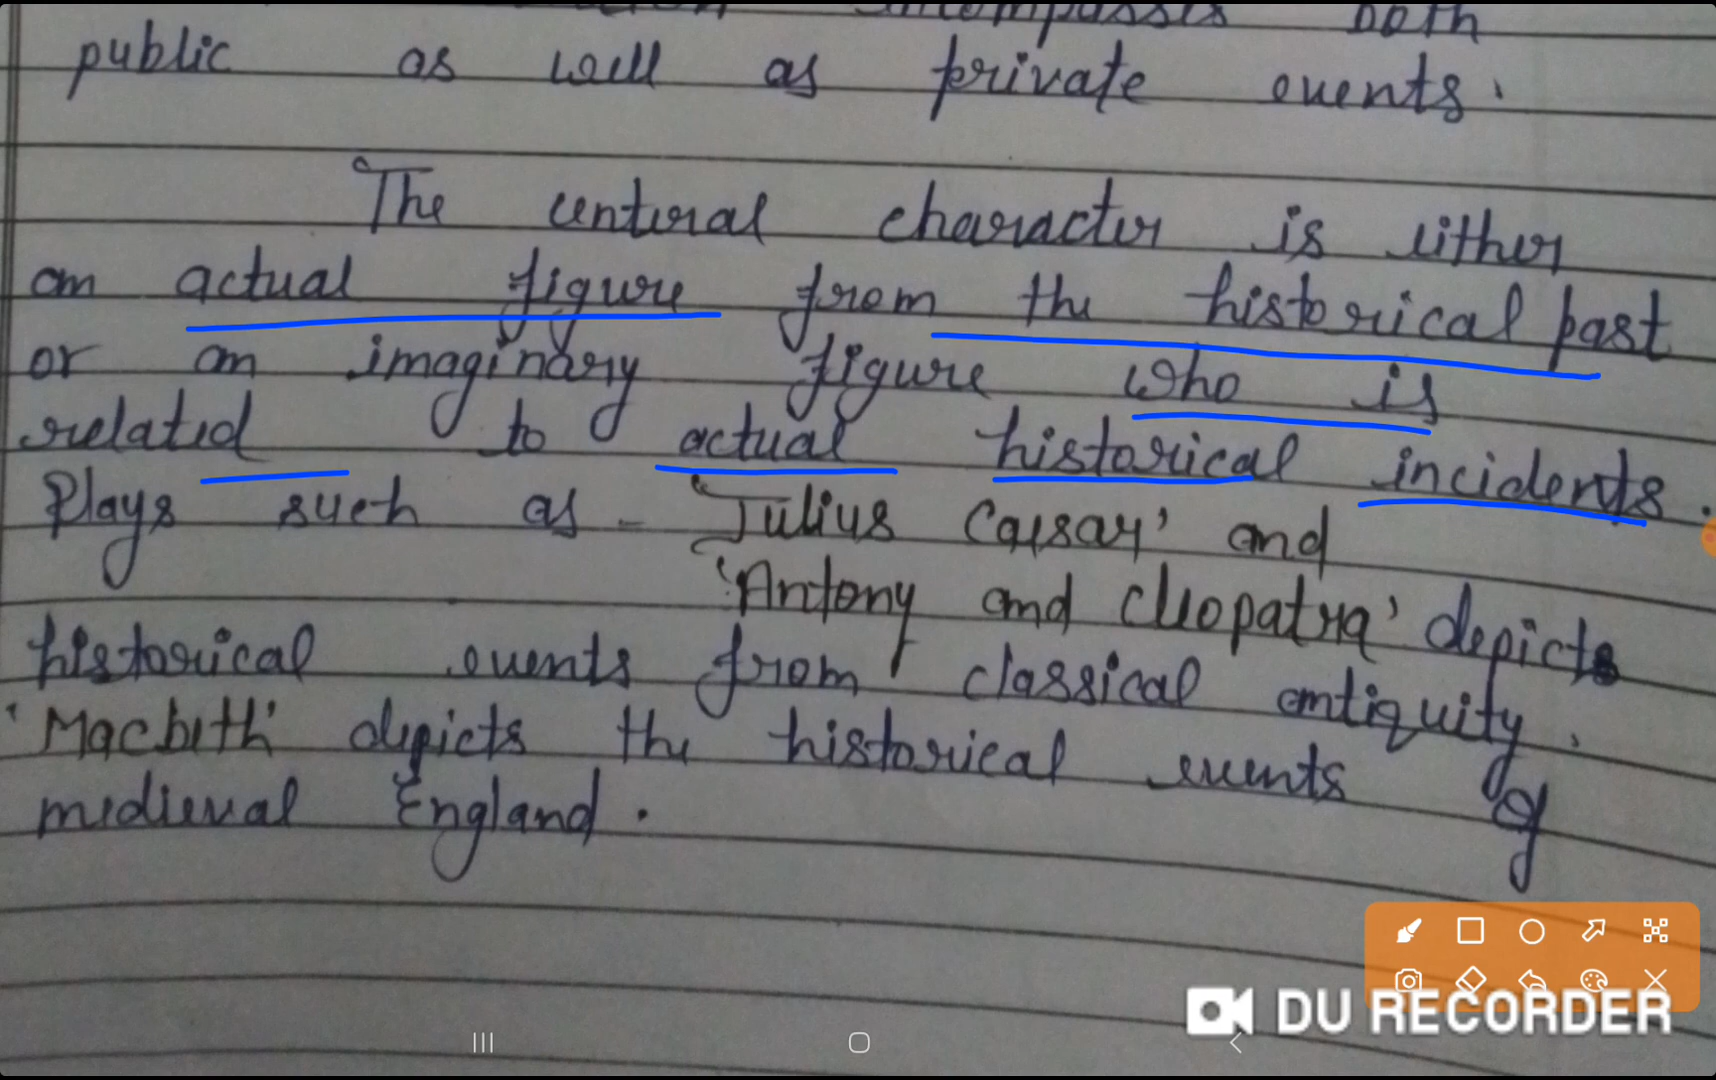 encompasses both
public as well as private events.
The central character is either
an actual figure from the historical past
or an imaginary figure who is
related to actual historical incidents.
Plays such as - 'Julius Caesar' and
'Antony and Cleopatra' depicts
historical events from classical antiquity.
'Macbeth' depicts the historical events of
medieval England.
DU RECORDER